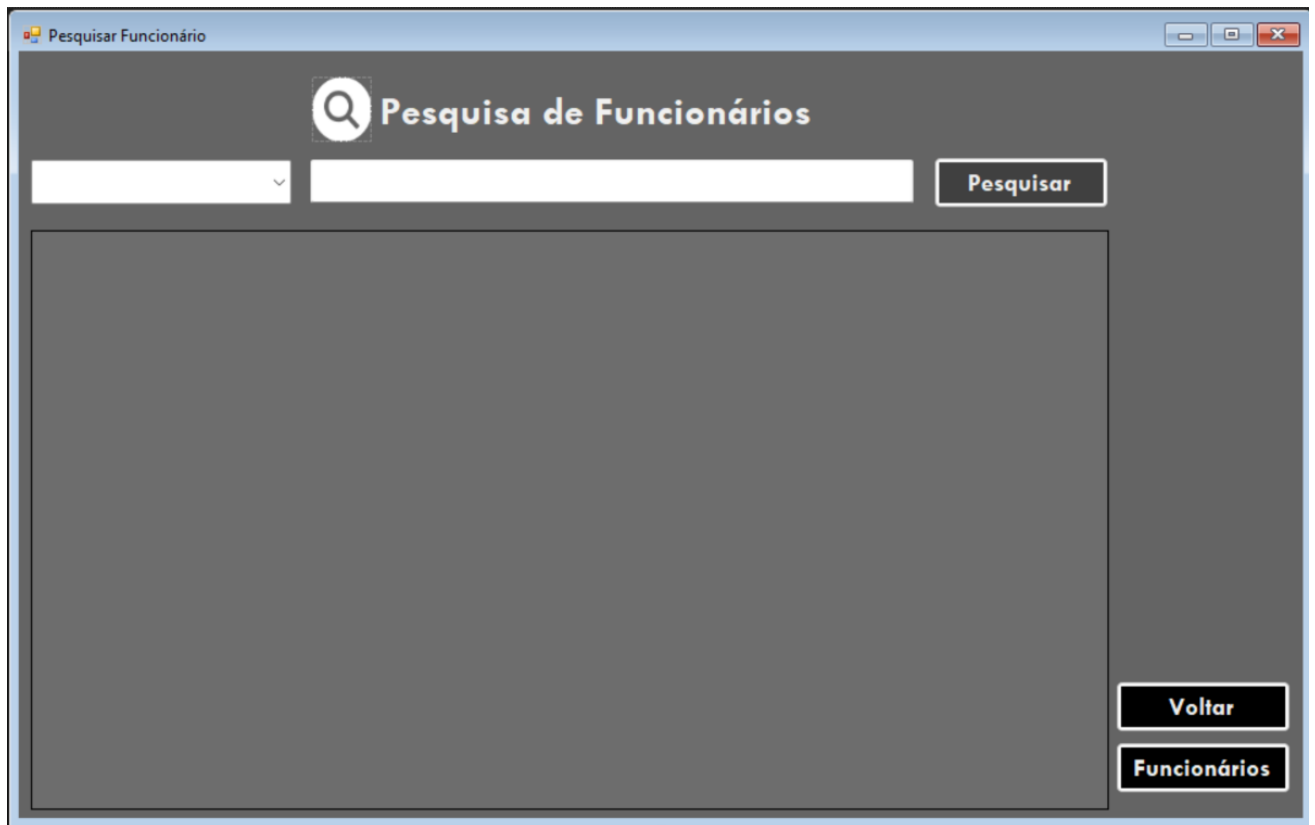 Pesquisar Funcionário
Pesquisa de Funcionários
Pesquisar
Voltar
Funcionários